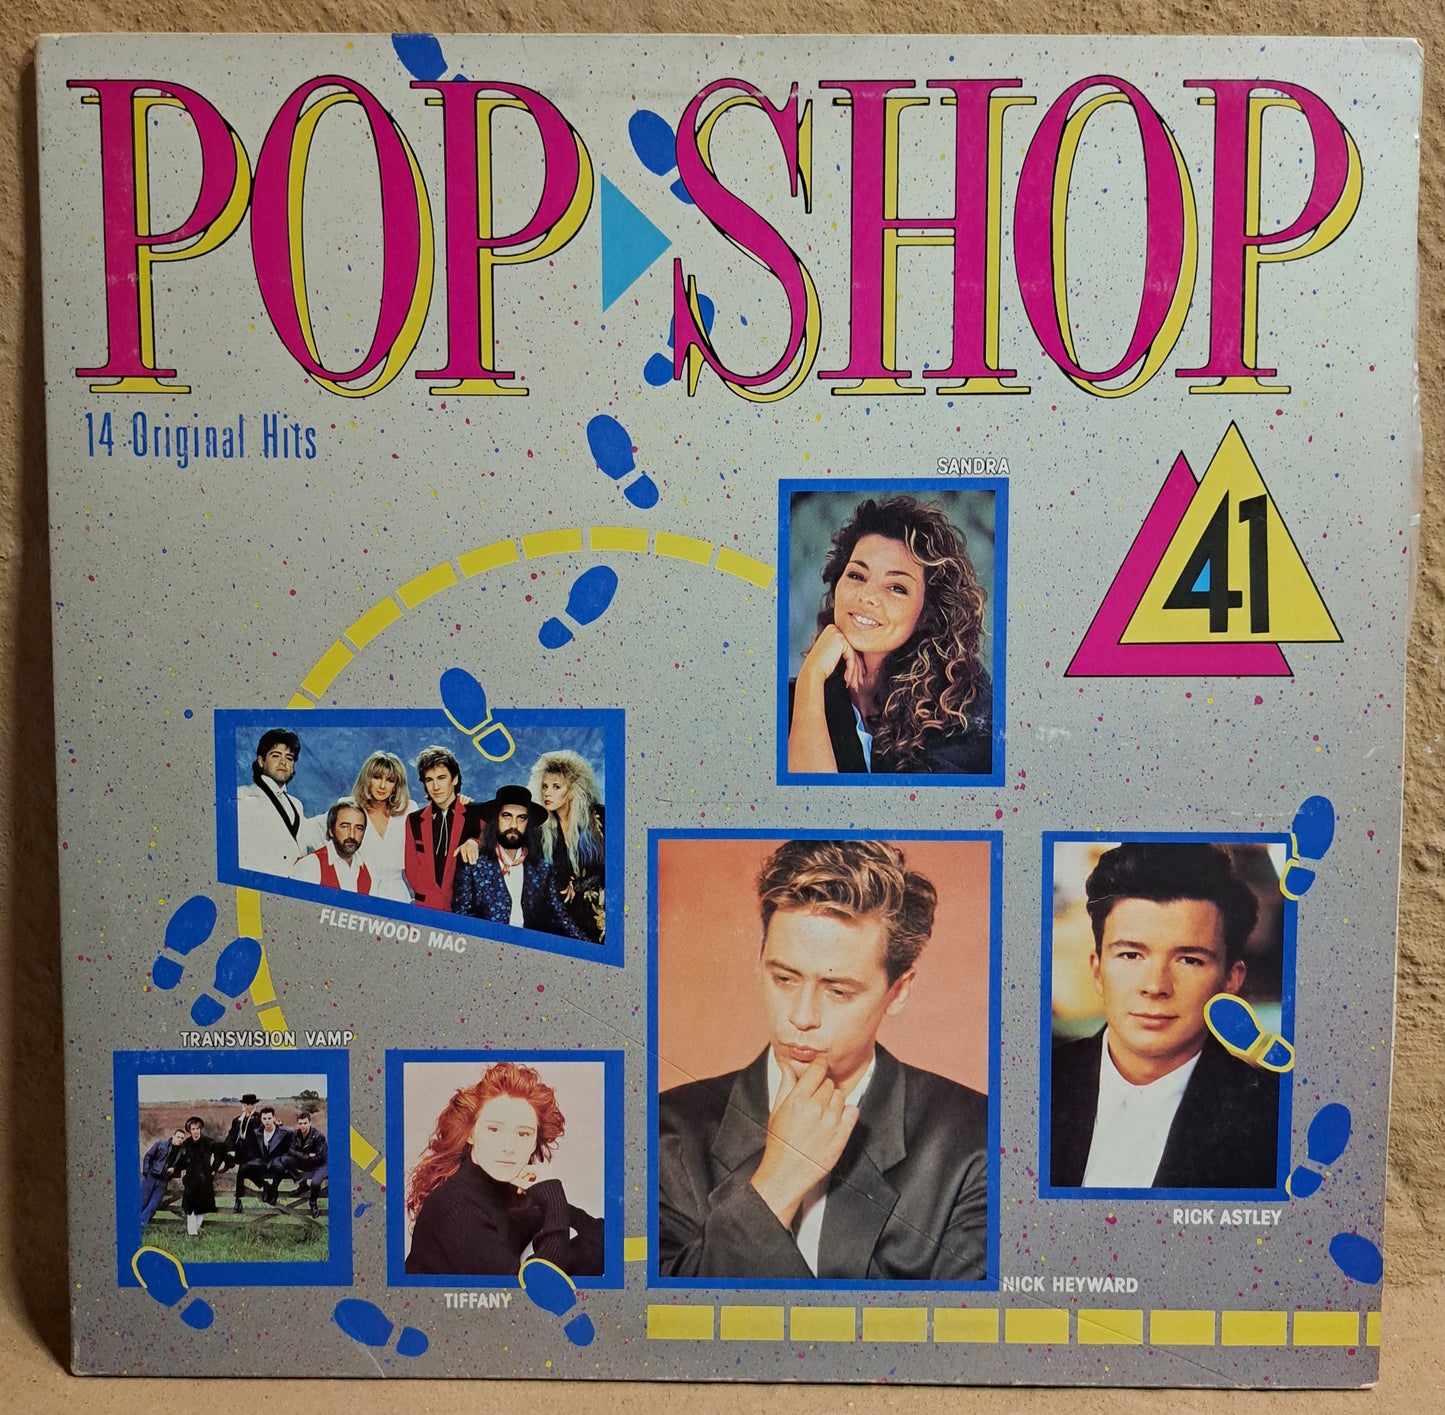 POP SHOP
14 Original Hits
SANDRA
41
FLEETWOOD MAC
TRANSVISION VAMP
RICK ASTLEY
NICK HEYWARD
TIFFANY